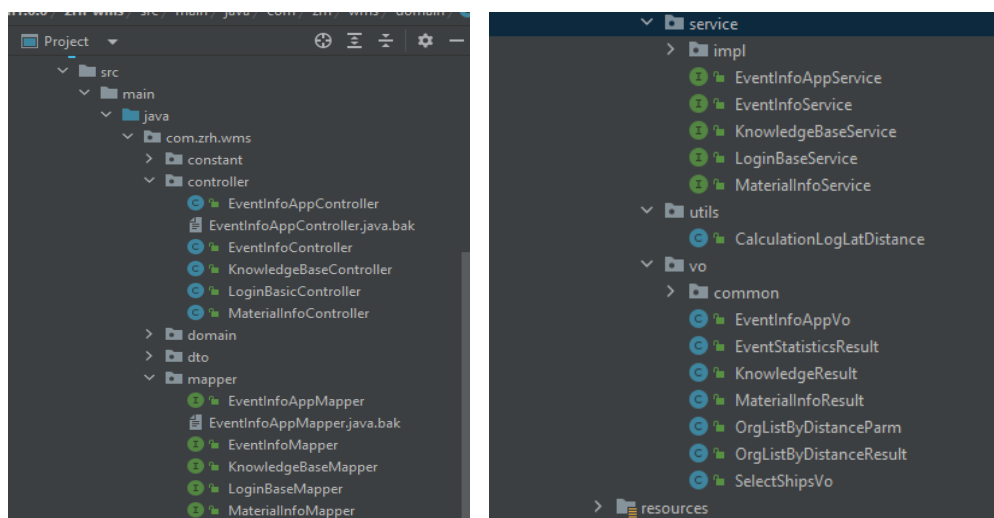 Project
src
main
java
com.zrh.wms
constant
controller
EventInfoAppController
EventInfoAppController.java.bak
EventInfoController
KnowledgeBaseController
LoginBasicController
MaterialInfoController
domain
dto
mapper
EventInfoAppMapper
EventInfoAppMapper.java.bak
EventInfoMapper
KnowledgeBaseMapper
LoginBaseMapper
MaterialInfoMapper
service
impl
EventInfoAppService
EventInfoService
KnowledgeBaseService
LoginBaseService
MaterialInfoService
utils
CalculationLogLatDistance
vo
common
EventInfoAppVo
EventStatisticsResult
KnowledgeResult
MaterialInfoResult
OrgListByDistanceParm
OrgListByDistanceResult
SelectShipsVo
resources